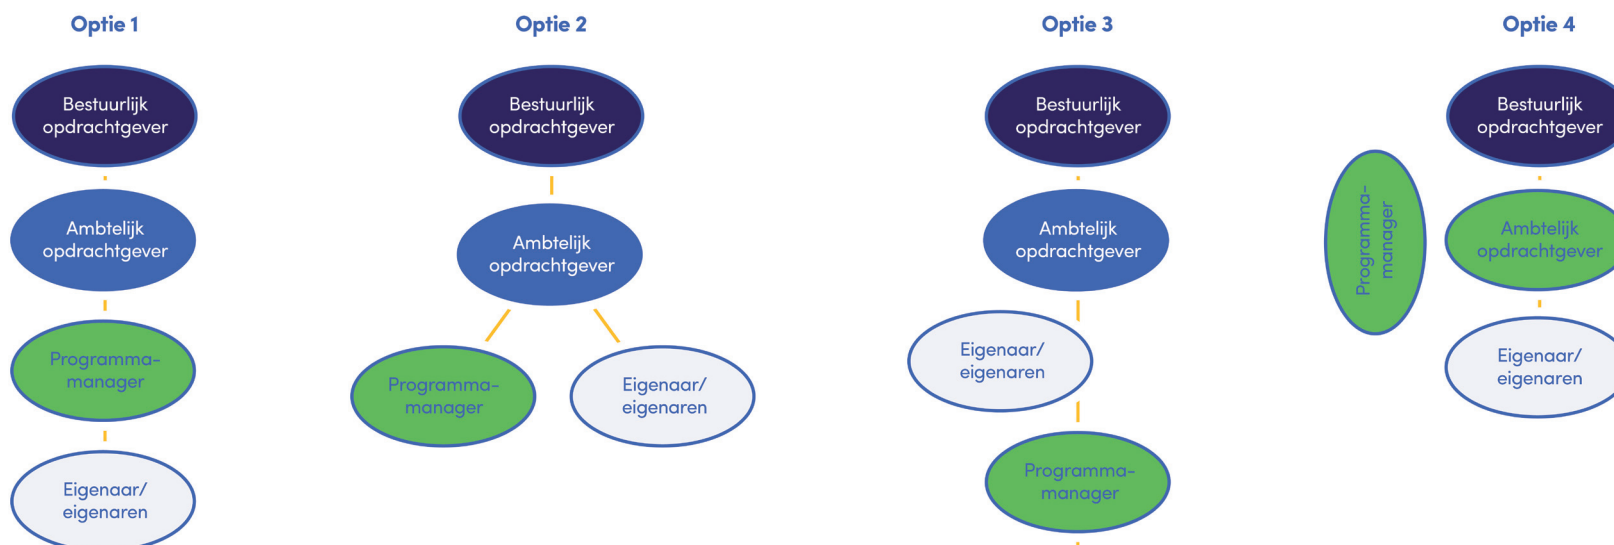 Optie 1
Bestuurlijk
opdrachtgever
Ambtelijk
opdrachtgever
Programma-
manager
Eigenaar/
eigenaren
Optie 2
Bestuurlijk
opdrachtgever
Ambtelijk
opdrachtgever
Programma-
manager
Eigenaar/
eigenaren
Optie 3
Bestuurlijk
opdrachtgever
Ambtelijk
opdrachtgever
Eigenaar/
eigenaren
Programma-
manager
Optie 4
Programma-
manager
Bestuurlijk
opdrachtgever
Ambtelijk
opdrachtgever
Eigenaar/
eigenaren